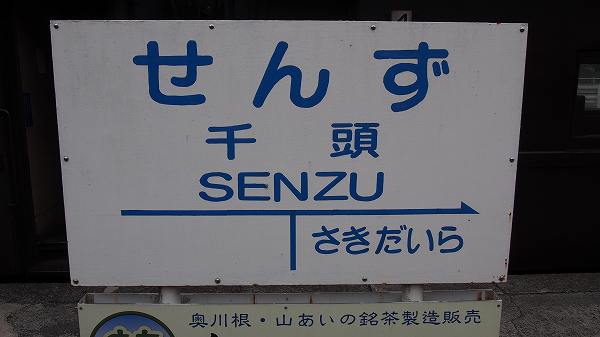 せんず
千頭
SENZU
さきだいら
奥川根・山あいの銘茶製造販売